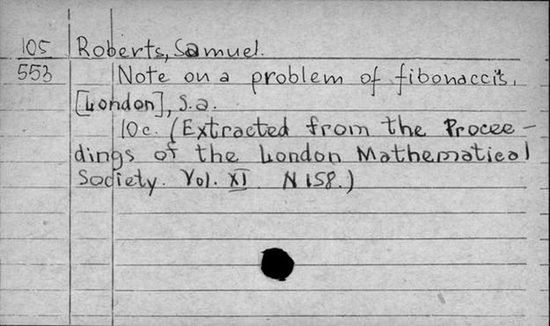 105 Roberts, Samuel.
553 Note on a problem of fibonaccis.
[London], s.a.
10c. (Extracted from the Procee-
dings of the London Mathematical
Society. Vol. XI N 158.)